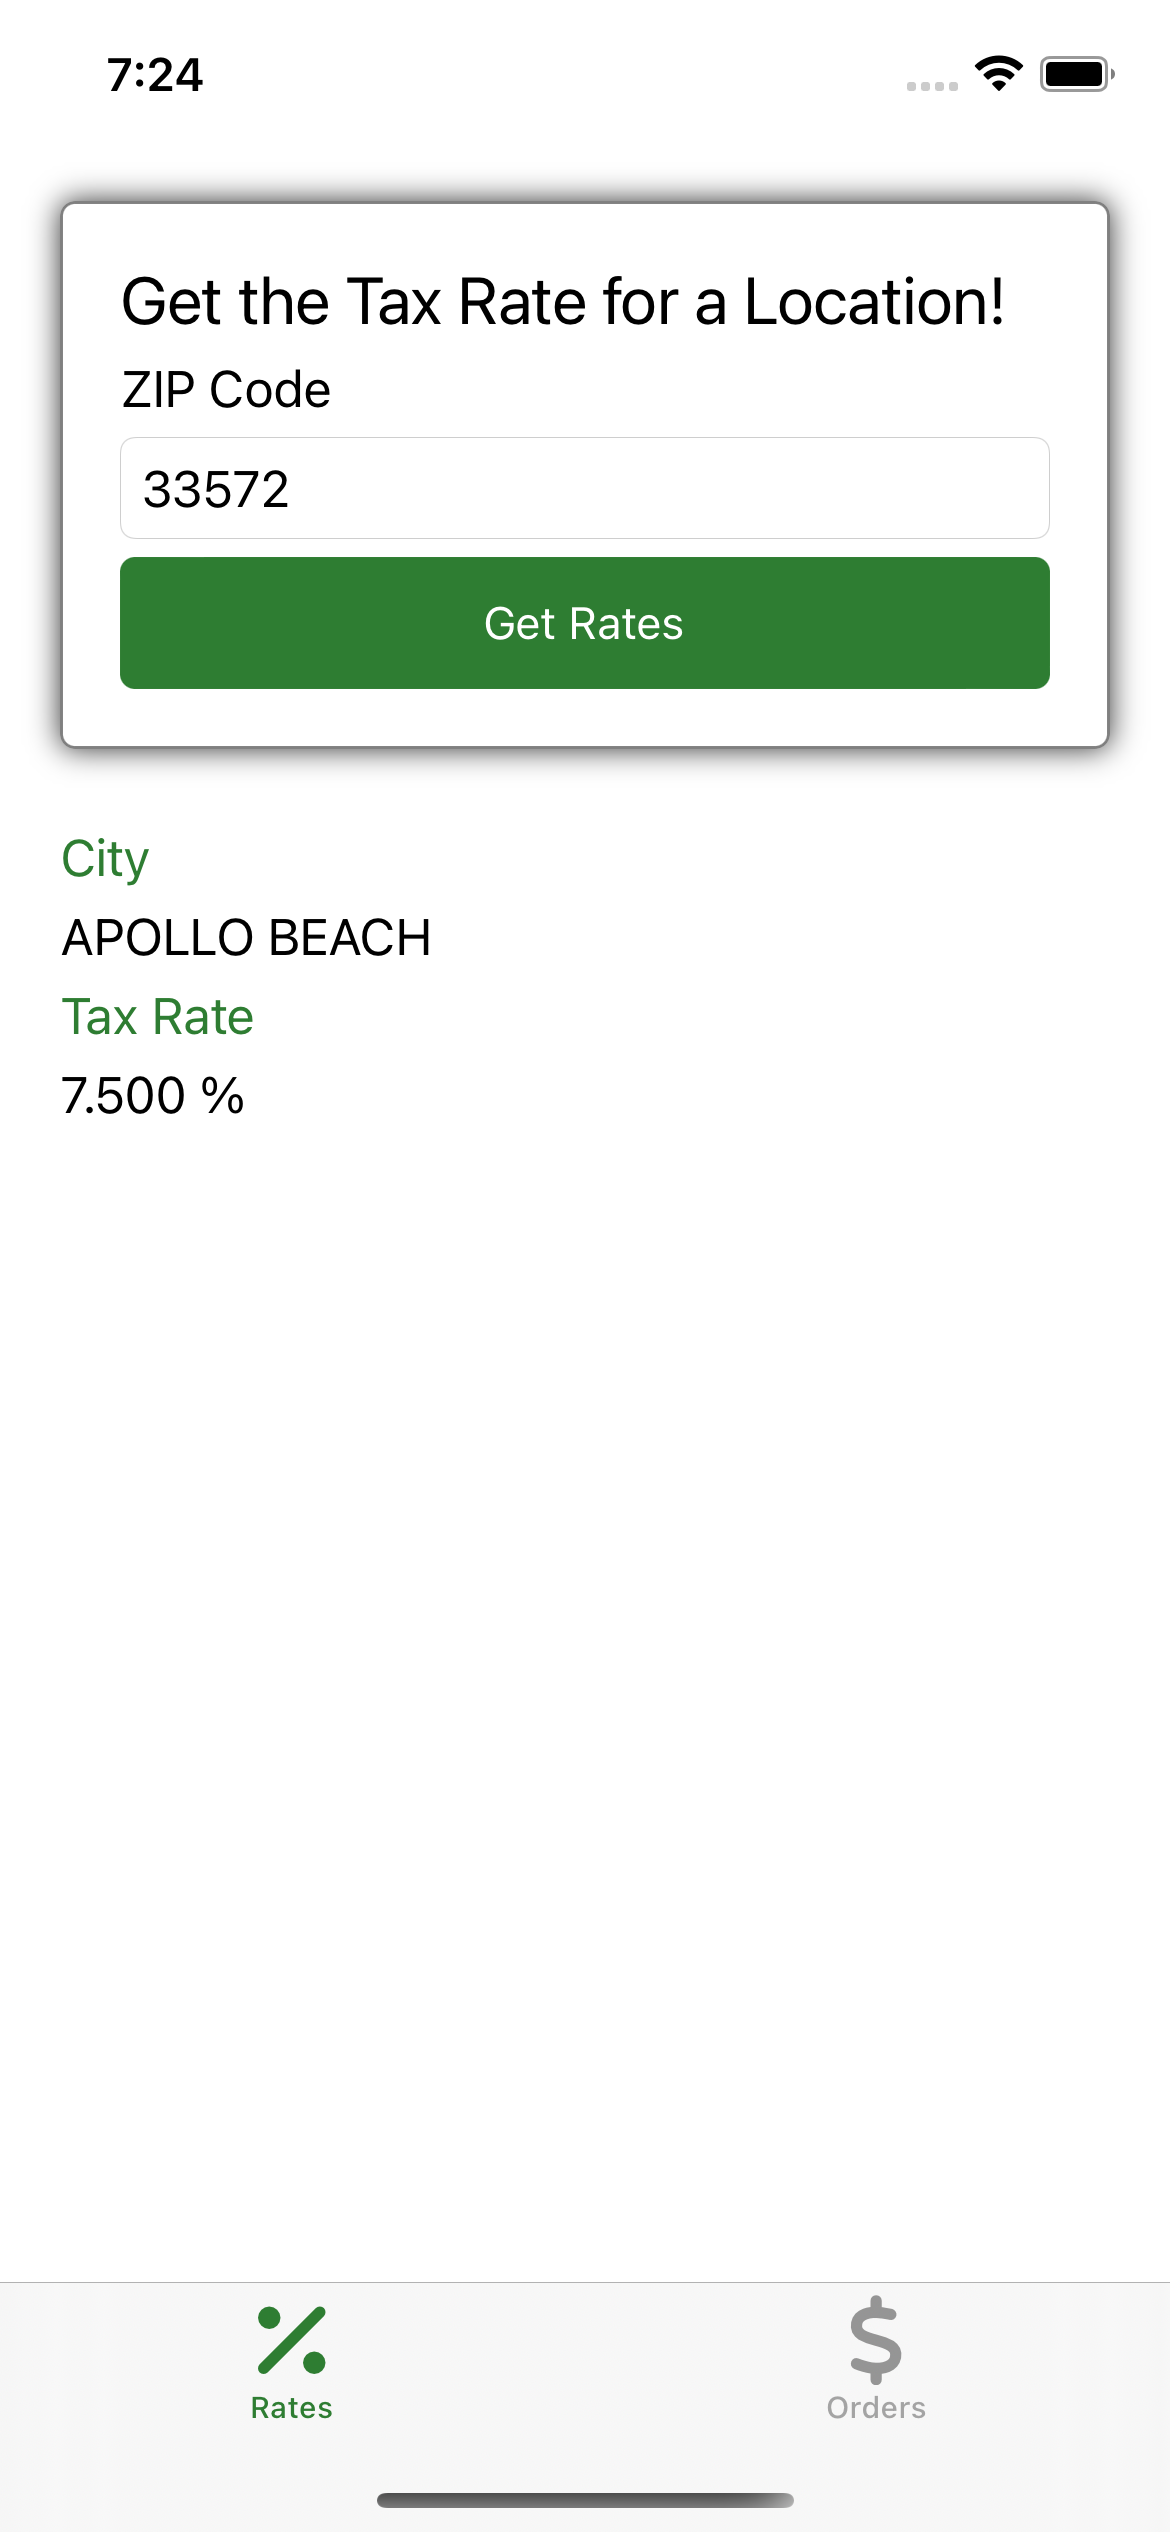 7:24
Get the Tax Rate for a Location!
ZIP Code
33572
Get Rates
City
APOLLO BEACH
Tax Rate
7.500 %
Rates
Orders